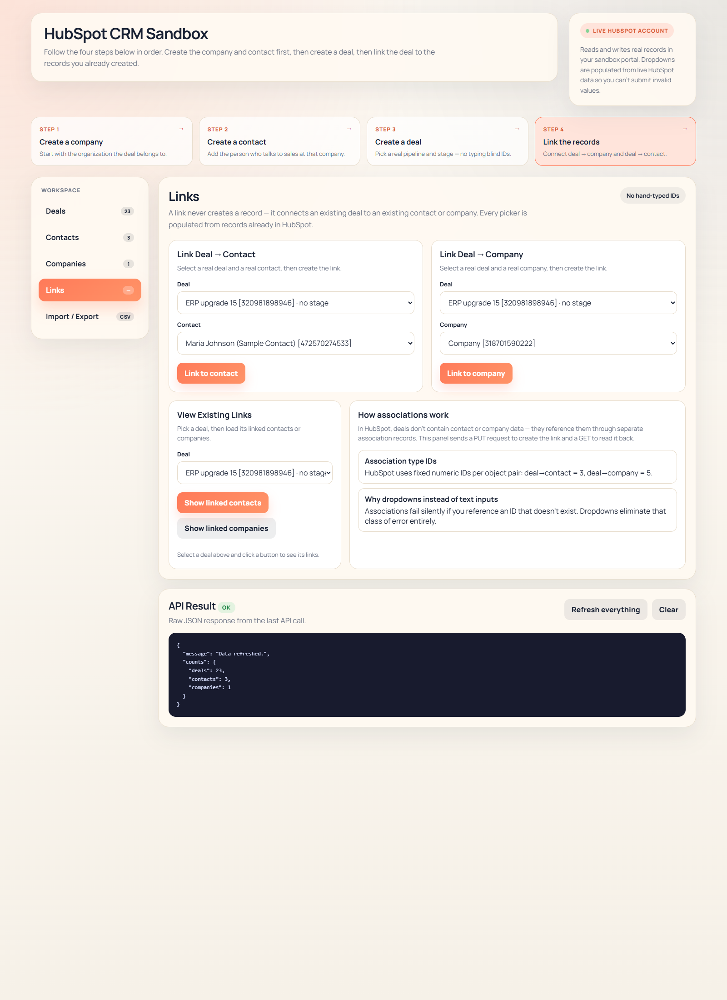 HubSpot CRM Sandbox
Follow the four steps below in order. Create the company and contact first, then create a deal, then link the deal to the
records you already created.
LIVE HUBSPOT ACCOUNT
Reads and writes real records in
your sandbox portal. Dropdowns
are populated from live HubSpot
data so you can't submit invalid
values.
STEP 1 →
Create a company
Start with the organization the deal belongs to.
STEP 2 →
Create a contact
Add the person who talks to sales at that company.
STEP 3 →
Create a deal
Pick a real pipeline and stage — no typing blind IDs.
STEP 4 →
Link the records
Connect deal → company and deal → contact.
WORKSPACE
Deals 23
Contacts 3
Companies 1
Links —
Import / Export CSV
Links
No hand-typed IDs
A link never creates a record — it connects an existing deal to an existing contact or company. Every picker is
populated from records already in HubSpot.
Link Deal → Contact
Select a real deal and a real contact, then create the link.
Deal
ERP upgrade 15 [320981898946] · no stage
Contact
Maria Johnson (Sample Contact) [472570274533]
Link to contact
Link Deal → Company
Select a real deal and a real company, then create the link.
Deal
ERP upgrade 15 [320981898946] · no stage
Company
Company [318701590222]
Link to company
View Existing Links
Pick a deal, then load its linked contacts or
companies.
Deal
ERP upgrade 15 [320981898946] · no stage
Show linked contacts
Show linked companies
Select a deal above and click a button to see its links.
How associations work
In HubSpot, deals don't contain contact or company data — they reference them through separate
association records. This panel sends a PUT request to create the link and a GET to read it back.
Association type IDs
HubSpot uses fixed numeric IDs per object pair: deal→contact = 3, deal→company = 5.
Why dropdowns instead of text inputs
Associations fail silently if you reference an ID that doesn't exist. Dropdowns eliminate that
class of error entirely.
API Result OK
Raw JSON response from the last API call.
Refresh everything
Clear
{
  "message": "Data refreshed.",
  "counts": {
    "deals": 23,
    "contacts": 3,
    "companies": 1
  }
}